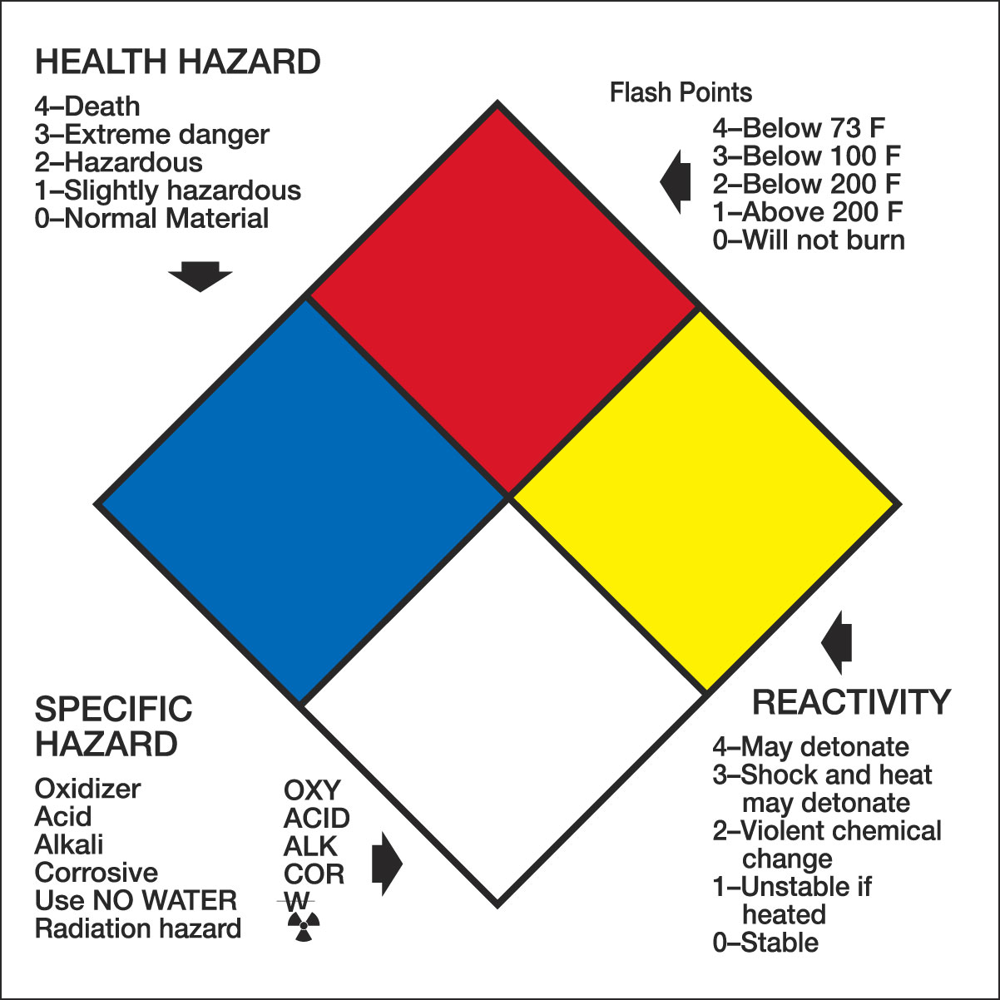 HEALTH HAZARD
4–Death
3–Extreme danger
2–Hazardous
1–Slightly hazardous
0–Normal Material
Flash Points
4–Below 73 F
3–Below 100 F
2–Below 200 F
1–Above 200 F
0–Will not burn
SPECIFIC
HAZARD
Oxidizer OXY
Acid ACID
Alkali ALK
Corrosive COR
Use NO WATER W
Radiation hazard
REACTIVITY
4–May detonate
3–Shock and heat
may detonate
2–Violent chemical
change
1–Unstable if
heated
0–Stable